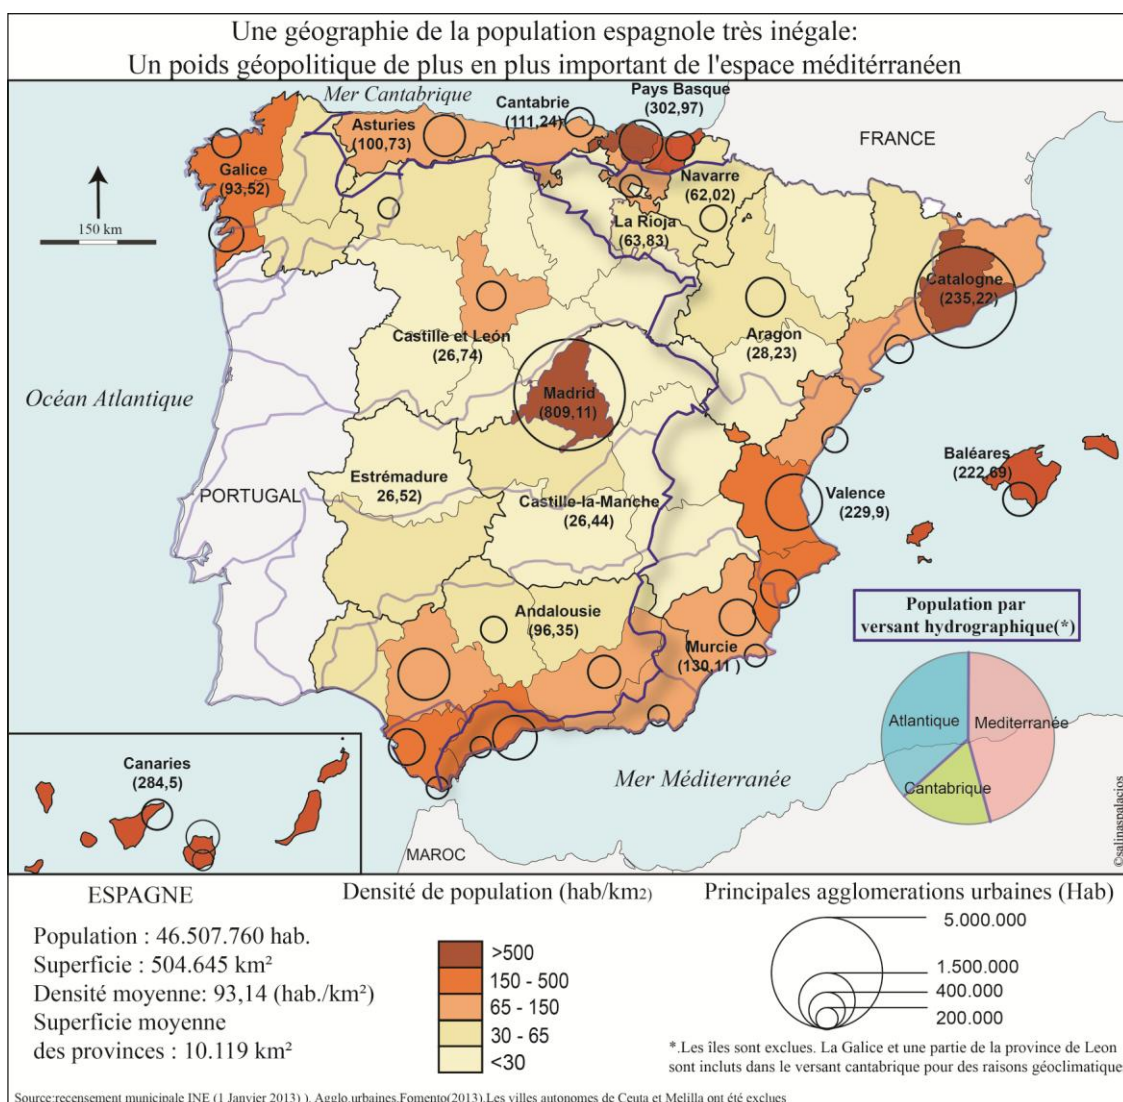 Une géographie de la population espagnole très inégale:
Un poids géopolitique de plus en plus important de l'espace méditérranéen
Mer Cantabrique
Cantabrie
(111,24)
Pays Basque
(302,97)
Asturies
(100,73)
FRANCE
Galice
(93,52)
Navarre
(62,02)
150 km
La Rioja
(63,83)
Catalogne
(235,22)
Castille et León
(26,74)
Aragon
(28,23)
Océan Atlantique
Madrid
(809,11)
Baléares
(222,69)
Estrémadure
26,52)
PORTUGAL
Castille-la-Manche
(26,44)
Valence
(229,9)
Andalousie
(96,35)
Murcie
(130,11 )
Population par
versant hydrographique(*)
Atlantique
Mediterranée
Cantabrique
Canaries
(284,5)
Mer Méditerranée
MAROC
©salinaspalacios
ESPAGNE
Population : 46.507.760 hab.
Superficie : 504.645 km²
Densité moyenne: 93,14 (hab./km²)
Superficie moyenne
des provinces : 10.119 km²
Densité de population (hab/km2)
>500
150 - 500
65 - 150
30 - 65
<30
Principales agglomerations urbaines (Hab)
5.000.000
1.500.000
400.000
200.000
*.Les îles sont exclues. La Galice et une partie de la province de Leon
sont incluts dans le versant cantabrique pour des raisons géoclimatique
Source:recensement municipale INE (1 Janvier 2013) ). Agglo.urbaines.Fomento(2013).Les villes autonomes de Ceuta et Melilla ont été exclues